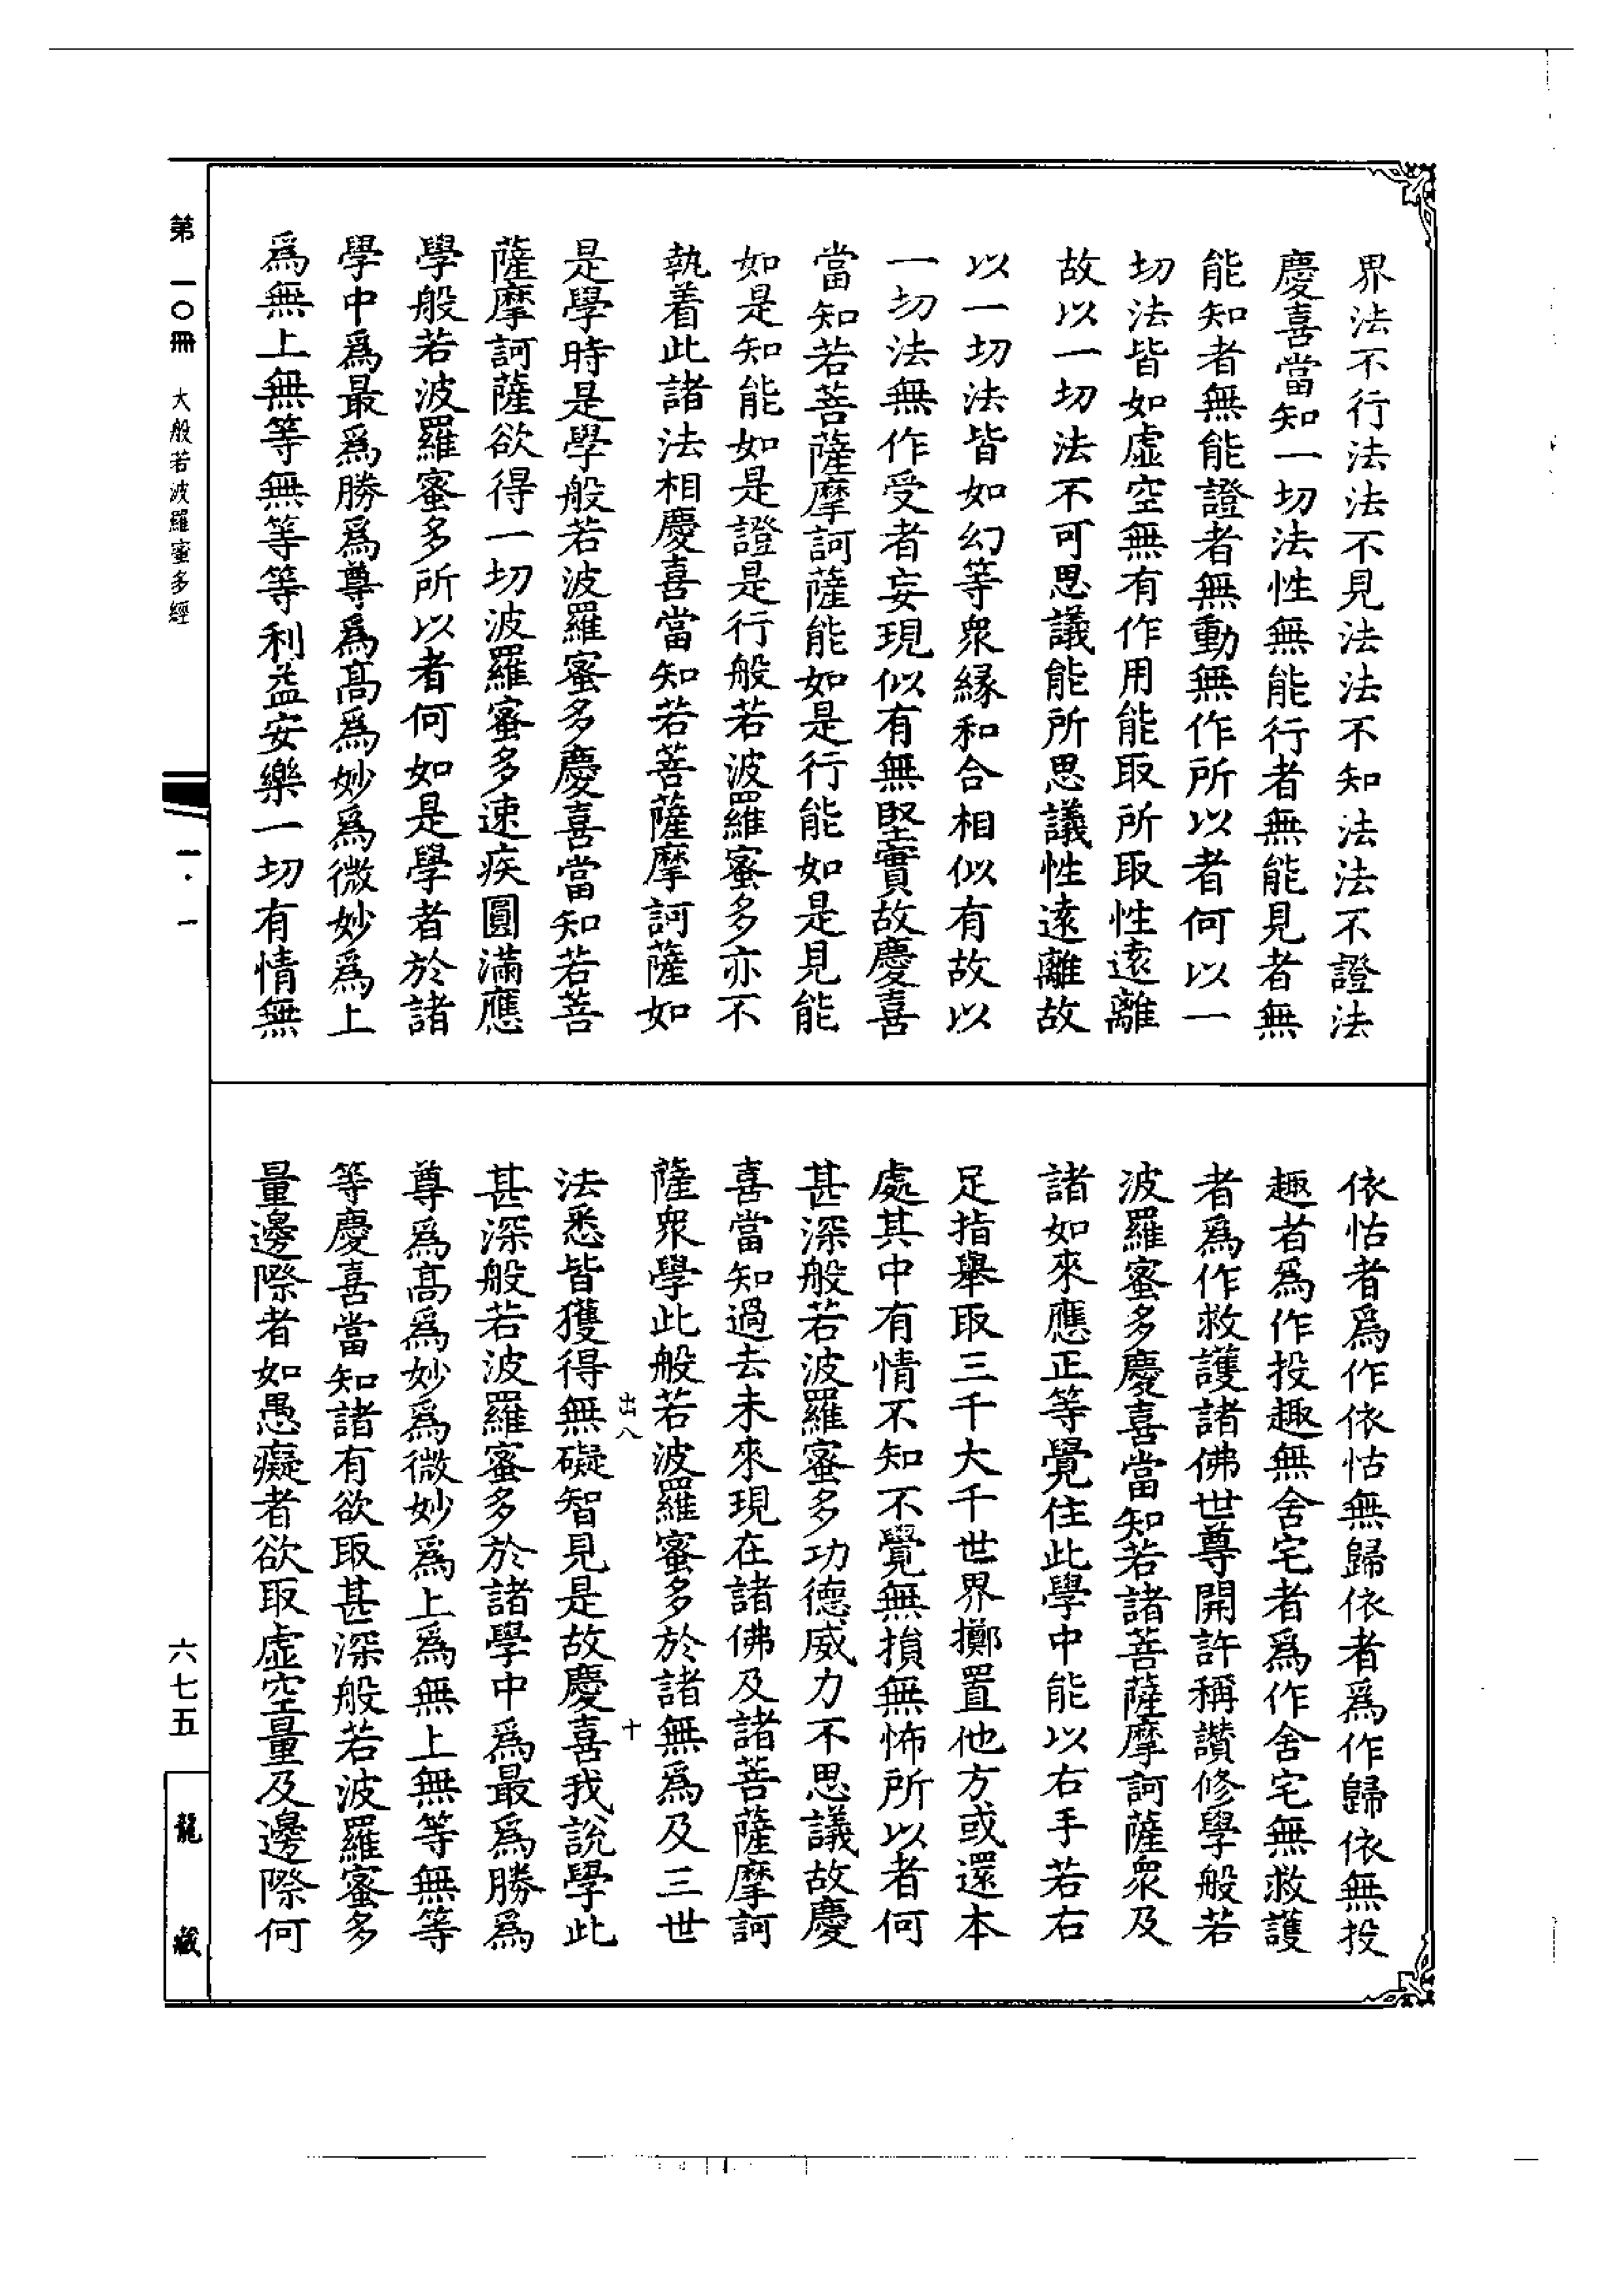 界法不行法法不見法法不知法法不證法
慶喜當知一切法性無能行者無能見者無
能知者無能證者無動無作所以者何以一
切法皆如虛空無有作用能取所取性遠離
故以一切法不可思議能所思議性遠離故
以一切法皆如幻等衆緣和合相似有故以
一切法無作受者妄現似有無堅實故慶喜
當知若菩薩摩訶薩能如是行能如是見能
如是知能如是證是行般若波羅蜜多亦不
執着此諸法相慶喜當知若菩薩摩訶薩如
是學時是學般若波羅蜜多慶喜當知若菩
薩摩訶薩欲得一切波羅蜜多速疾圓滿應
學般若波羅蜜多所以者何如是學者於諸
學中爲最爲勝爲尊爲高爲妙爲微妙爲上
爲無上無等無等等利益安樂一切有情無
依怙者爲作依怙無歸依者爲作歸依無投
趣者爲作投趣無舍宅者爲作舍宅無救護
者爲作救護諸佛世尊開許稱讚修學般若
波羅蜜多慶喜當知若諸菩薩摩訶薩衆及
諸如來應正等覺住此學中能以右手若右
足指舉取三千大千世界擲置他方或還本
處其中有情不知不覺無損無怖所以者何
甚深般若波羅蜜多功德威力不思議故慶
喜當知過去未來現在諸佛及諸菩薩摩訶
薩衆學此般若波羅蜜多於諸無爲及三世
出八
十
法悉皆獲得無礙智見是故慶喜我說學此
甚深般若波羅蜜多於諸學中爲最爲勝爲
尊爲高爲妙爲微妙爲上爲無上無等無等
等慶喜當知諸有欲取甚深般若波羅蜜多
量邊際者如愚癡者欲取虛空量及邊際何
第一〇冊 大般若波羅蜜多經
一·一
六七五
龍藏